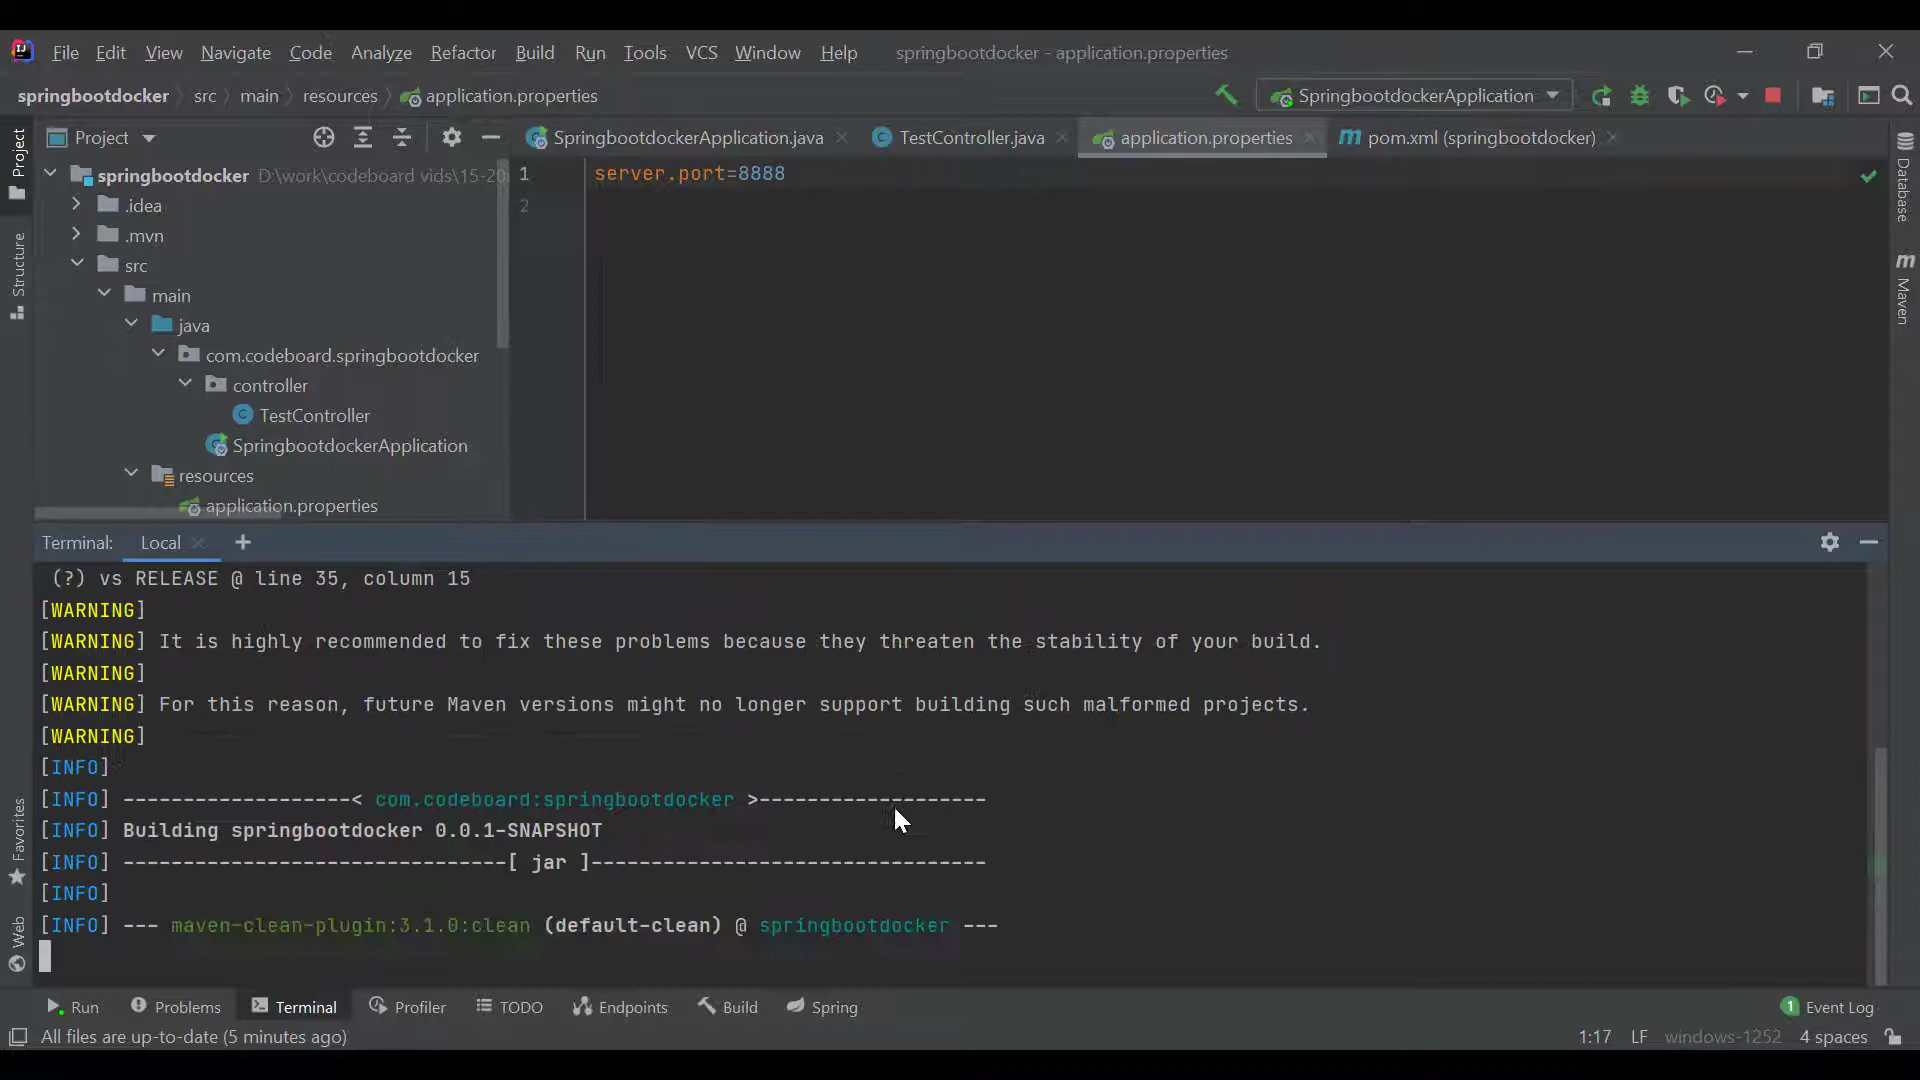 File Edit View Navigate Code Analyze Refactor Build Run Tools VCS Window Help springbootdocker - application.properties
springbootdocker src main resources application.properties SpringbootdockerApplication
Project
SpringbootdockerApplication.java TestController.java application.properties pom.xml (springbootdocker)
springbootdocker D:\work\codeboard vids\15-20
.idea
.mvn
src
main
java
com.codeboard.springbootdocker
controller
TestController
SpringbootdockerApplication
resources
application.properties
1 server.port=8888
2
Project
Structure
Favorites
Web
Database
Maven
Terminal: Local
(?) vs RELEASE @ line 35, column 15
[WARNING]
[WARNING] It is highly recommended to fix these problems because they threaten the stability of your build.
[WARNING]
[WARNING] For this reason, future Maven versions might no longer support building such malformed projects.
[WARNING]
[INFO]
[INFO] -------------------< com.codeboard:springbootdocker >-------------------
[INFO] Building springbootdocker 0.0.1-SNAPSHOT
[INFO] --------------------------------[ jar ]---------------------------------
[INFO]
[INFO] --- maven-clean-plugin:3.1.0:clean (default-clean) @ springbootdocker ---
Run Problems Terminal Profiler TODO Endpoints Build Spring 1 Event Log
All files are up-to-date (5 minutes ago) 1:17 LF windows-1252 4 spaces